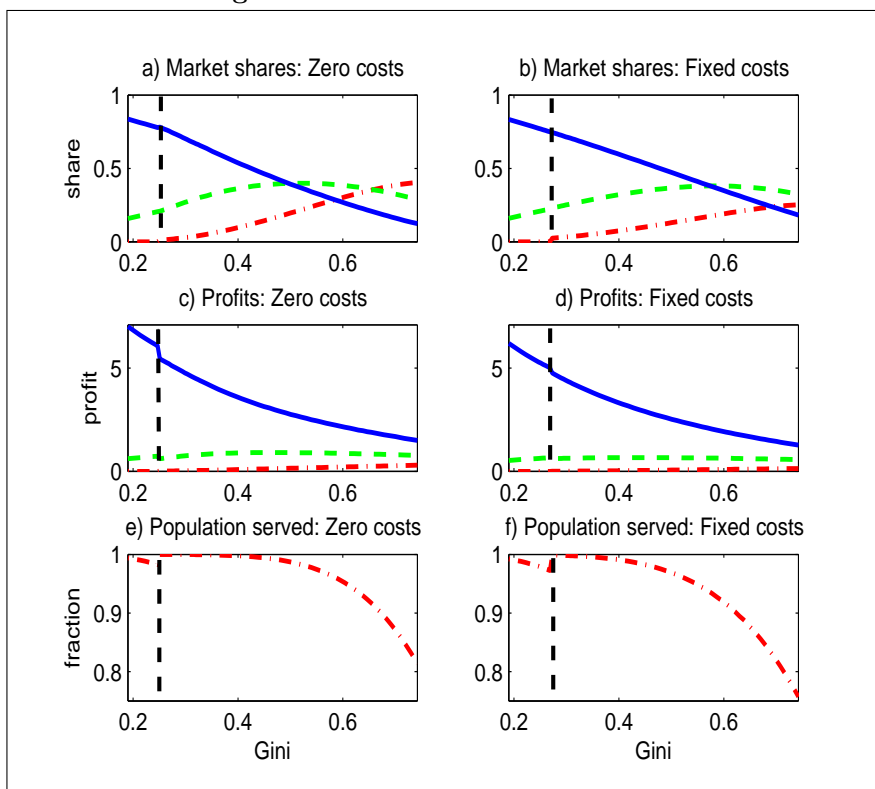 g
a) Market shares: Zero costs
b) Market shares: Fixed costs
share
1
0.5
0
0.2 0.4 0.6
1
0.5
0
0.2 0.4 0.6
c) Profits: Zero costs
d) Profits: Fixed costs
profit
5
0
0.2 0.4 0.6
5
0
0.2 0.4 0.6
e) Population served: Zero costs
f) Population served: Fixed costs
fraction
1
0.9
0.8
0.2 0.4 0.6
Gini
1
0.9
0.8
0.2 0.4 0.6
Gini